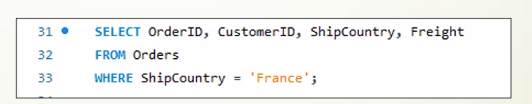 31 SELECT OrderID, CustomerID, ShipCountry, Freight
32 FROM Orders
33 WHERE ShipCountry = 'France';